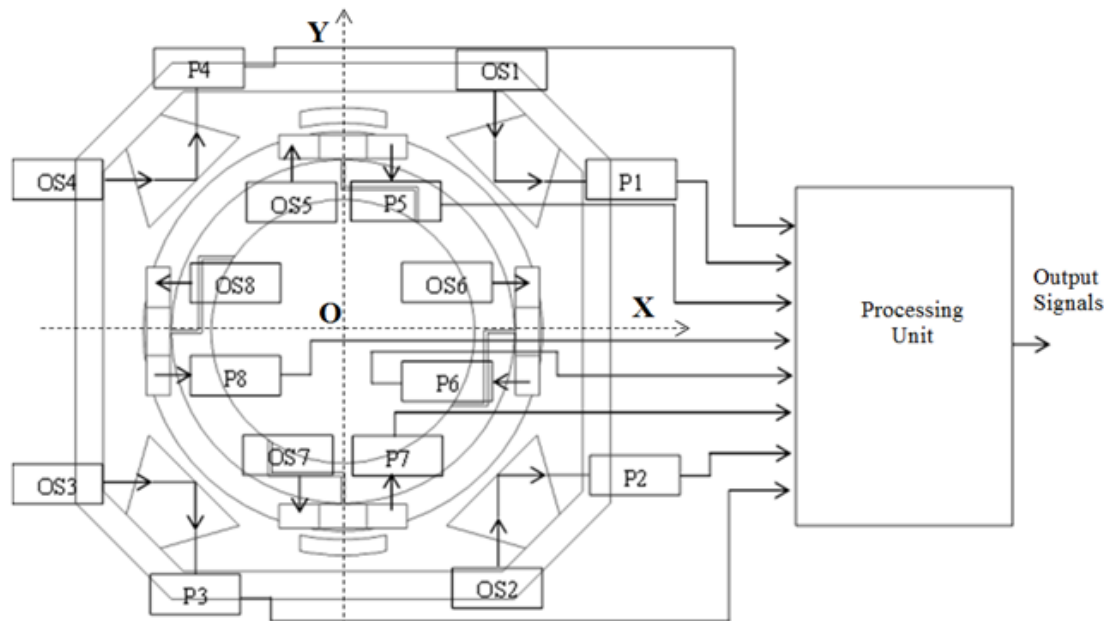 Y
P4
OS1
OS4
P1
OS5
P5
OS8
OS6
Output
Signals
O
X
Processing
Unit
P8
P6
OS7
P7
OS3
P2
P3
OS2